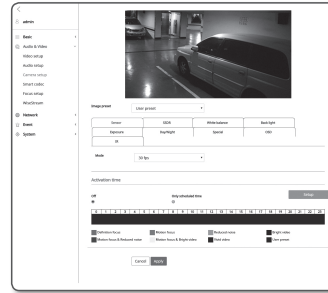 admin
Basic
Audio & Video
Video setup
Audio setup
Camera setup
Smart codec
Focus setup
WiseStream
Network
Event
System
Image preset
User preset
Sensor
SSDR
White balance
Back light
Exposure
Day/Night
Special
OSD
IR
Mode
30 fps
Activation time
Off
Only scheduled time
Setup
0 1 2 3 4 5 6 7 8 9 10 11 12 13 14 15 16 17 18 19 20 21 22 23
Definition focus
Motion focus
Reduced noise
Bright video
Motion focus & Reduced noise
Motion focus & Bright video
Vivid video
User preset
Cancel
Apply